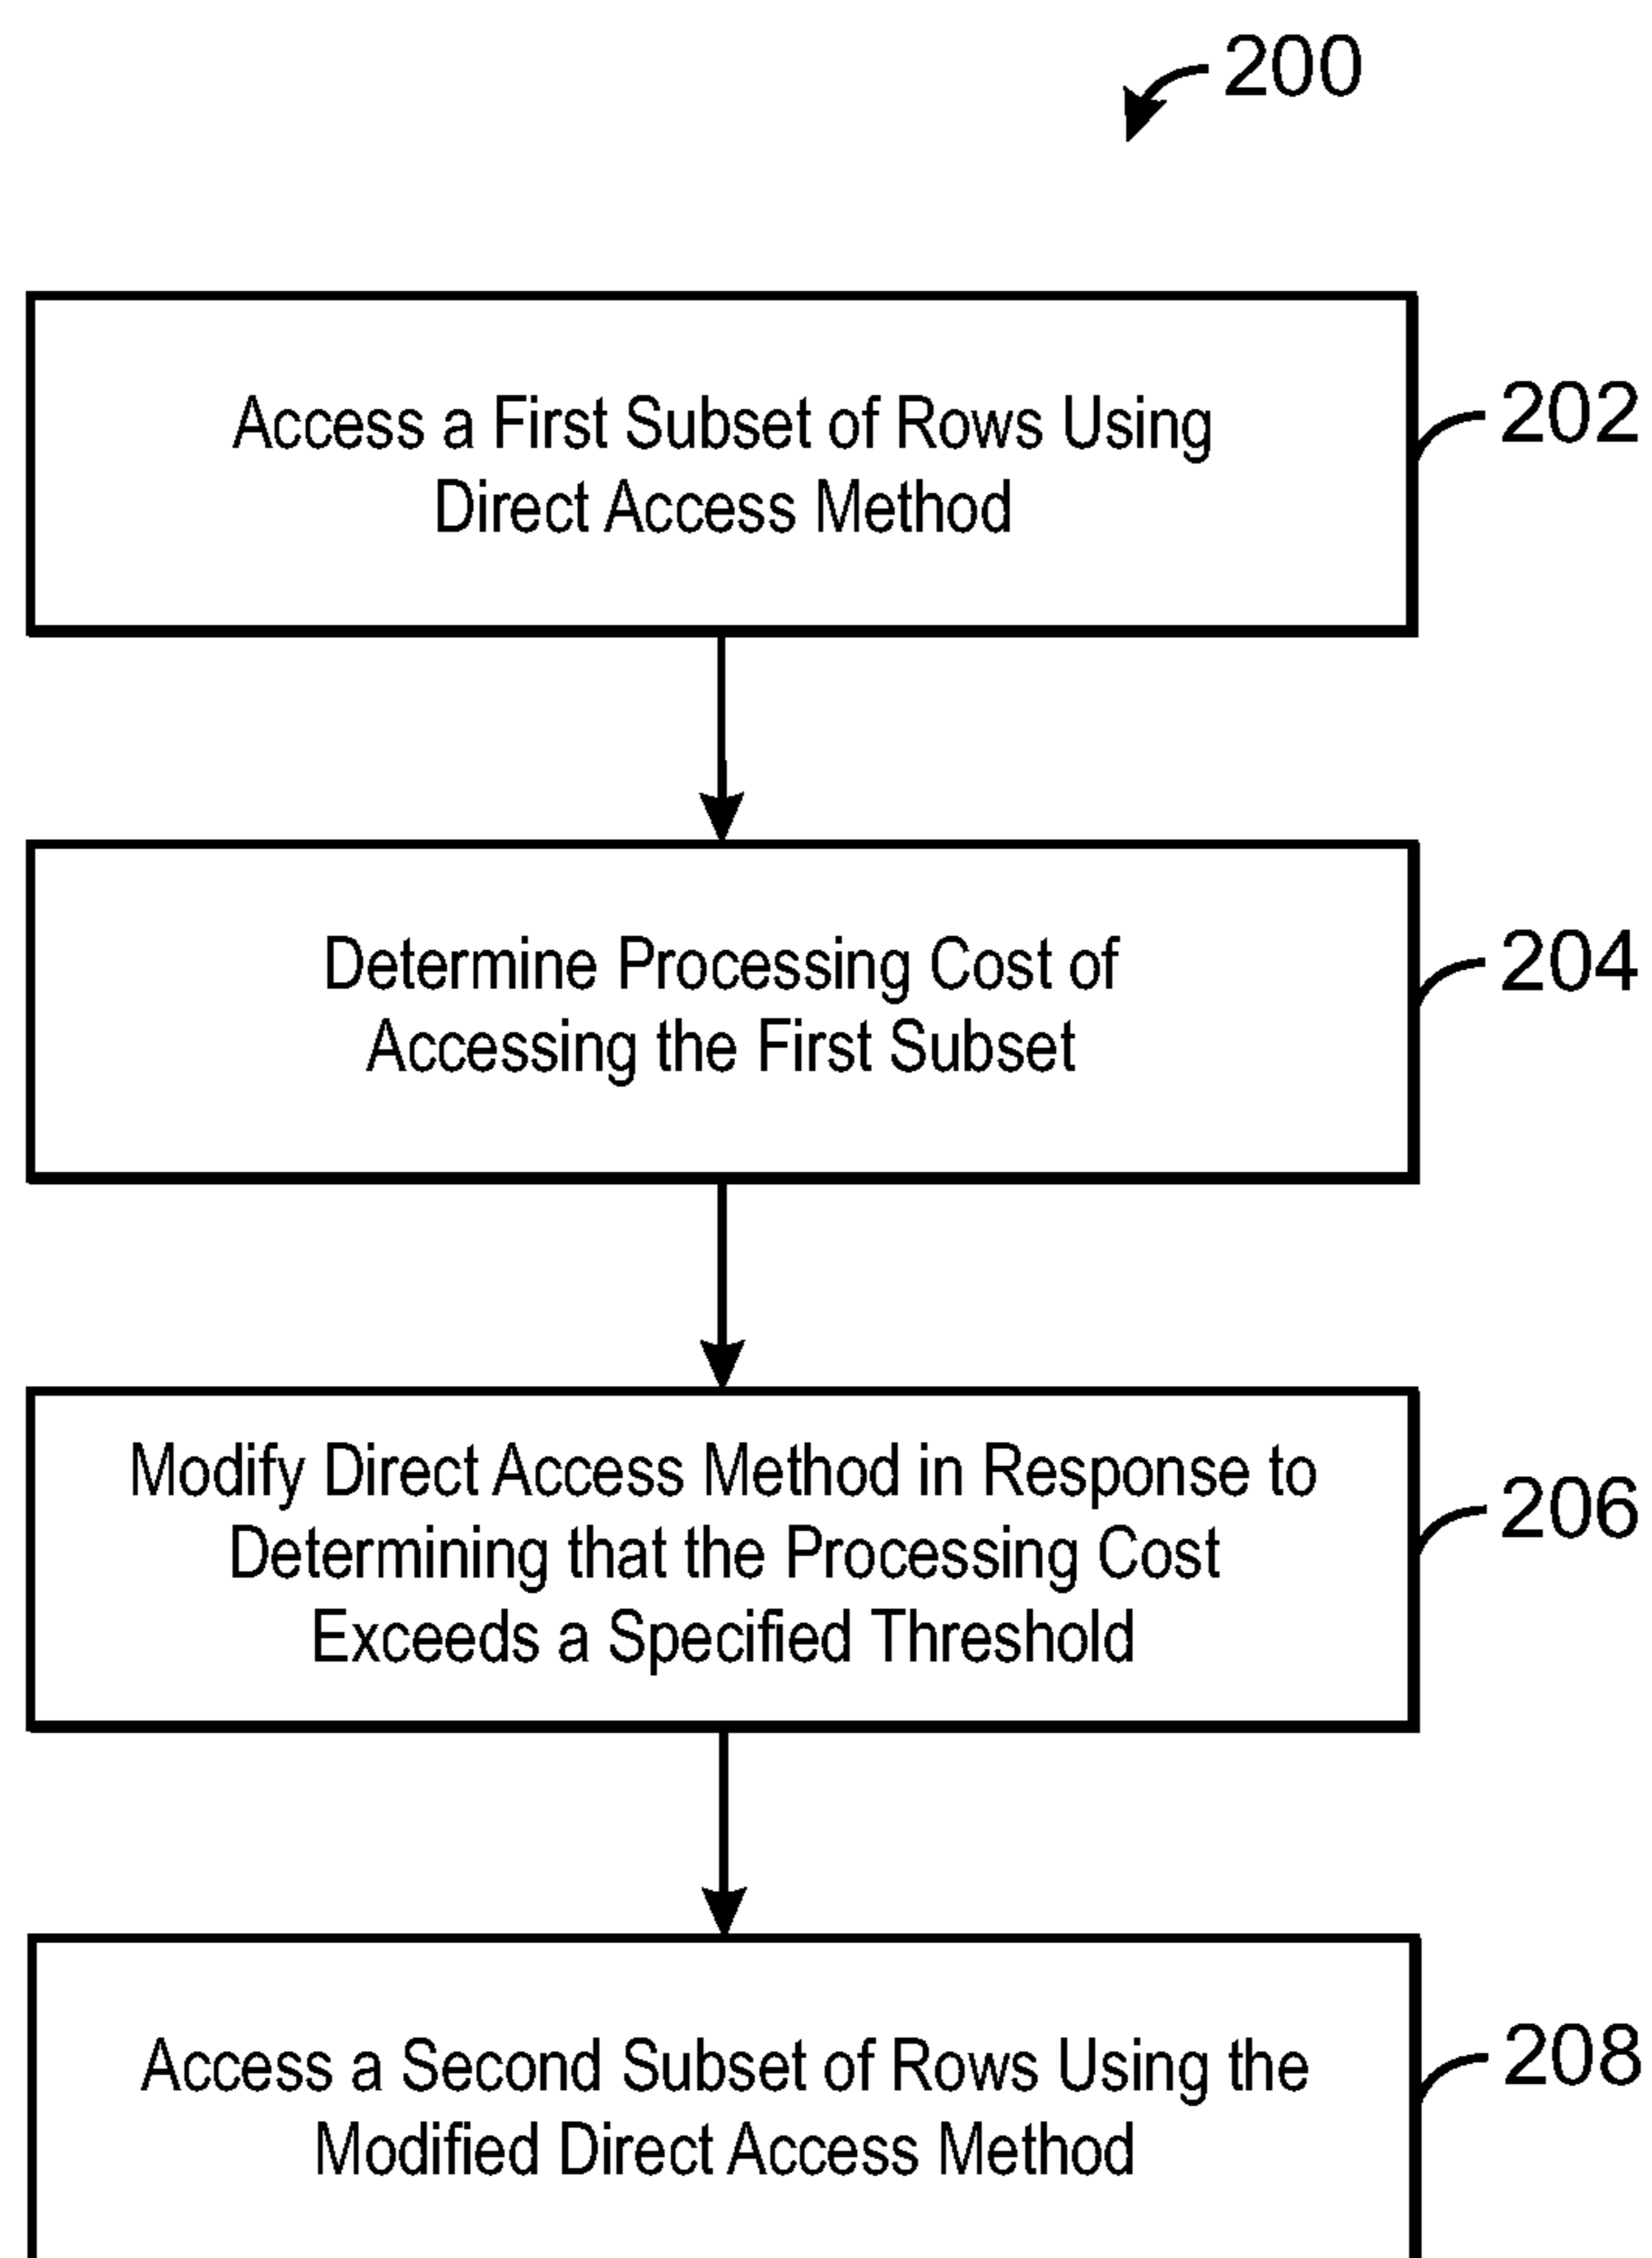 200
Access a First Subset of Rows Using
Direct Access Method
202
Determine Processing Cost of
Accessing the First Subset
204
Modify Direct Access Method in Response to
Determining that the Processing Cost
Exceeds a Specified Threshold
206
Access a Second Subset of Rows Using the
Modified Direct Access Method
208